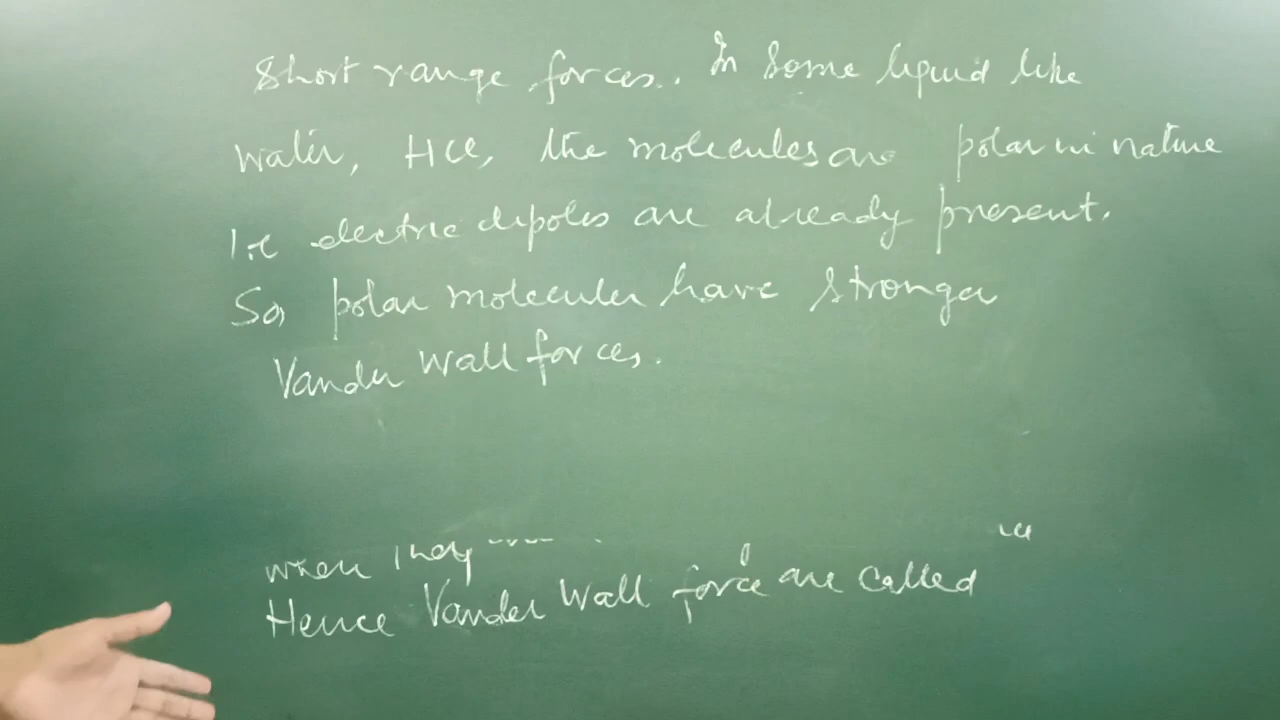 Short range forces. In Some liquid like
Water, HCl, the molecules are polar in nature
I.e electric dipoles are already present.
So, polar molecules have stronger
Vander Wall forces.
when they
Hence Vander Wall force are called